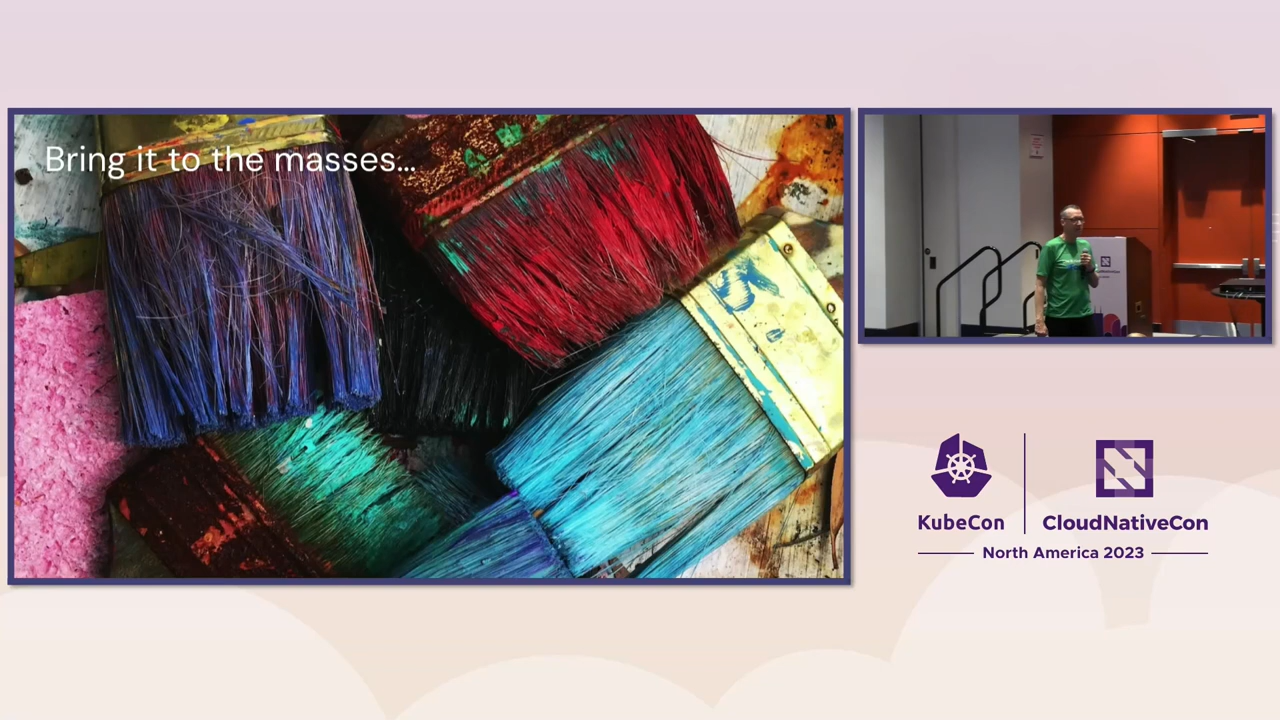 Bring it to the masses...
KubeCon
CloudNativeCon
North America 2023